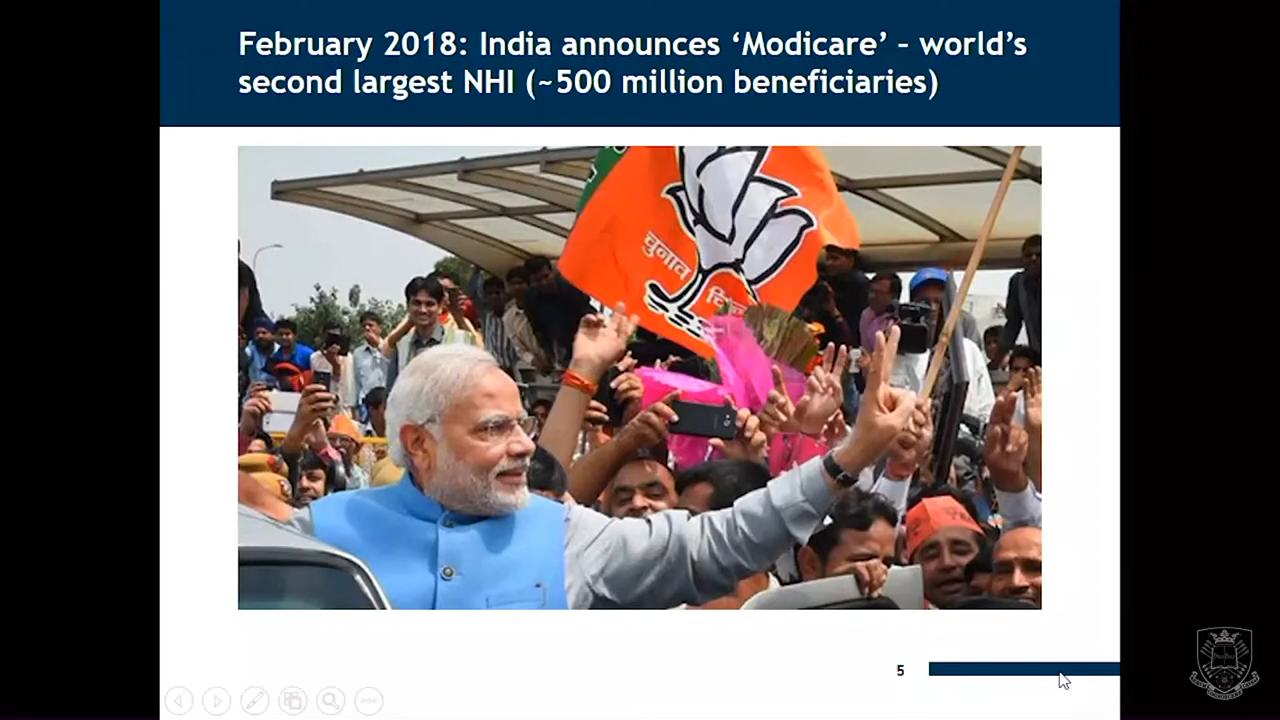 February 2018: India announces ‘Modicare’ – world’s
second largest NHI (~500 million beneficiaries)
चुनाव
5